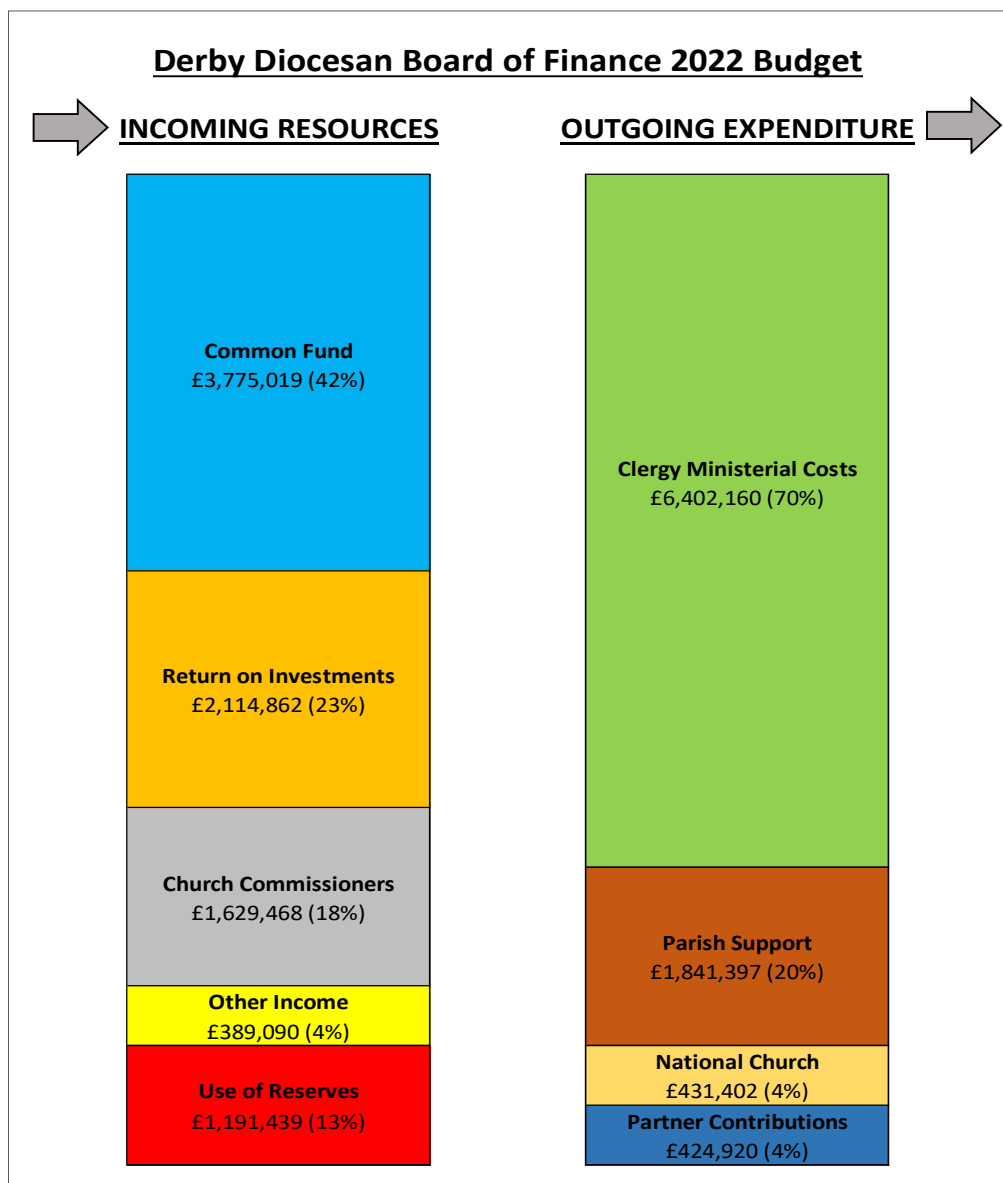 Derby Diocesan Board of Finance 2022 Budget
INCOMING RESOURCES
OUTGOING EXPENDITURE
Common Fund
£3,775,019 (42%)
Return on Investments
£2,114,862 (23%)
Church Commissioners
£1,629,468 (18%)
Other Income
£389,090 (4%)
Use of Reserves
£1,191,439 (13%)
Clergy Ministerial Costs
£6,402,160 (70%)
Parish Support
£1,841,397 (20%)
National Church
£431,402 (4%)
Partner Contributions
£424,920 (4%)